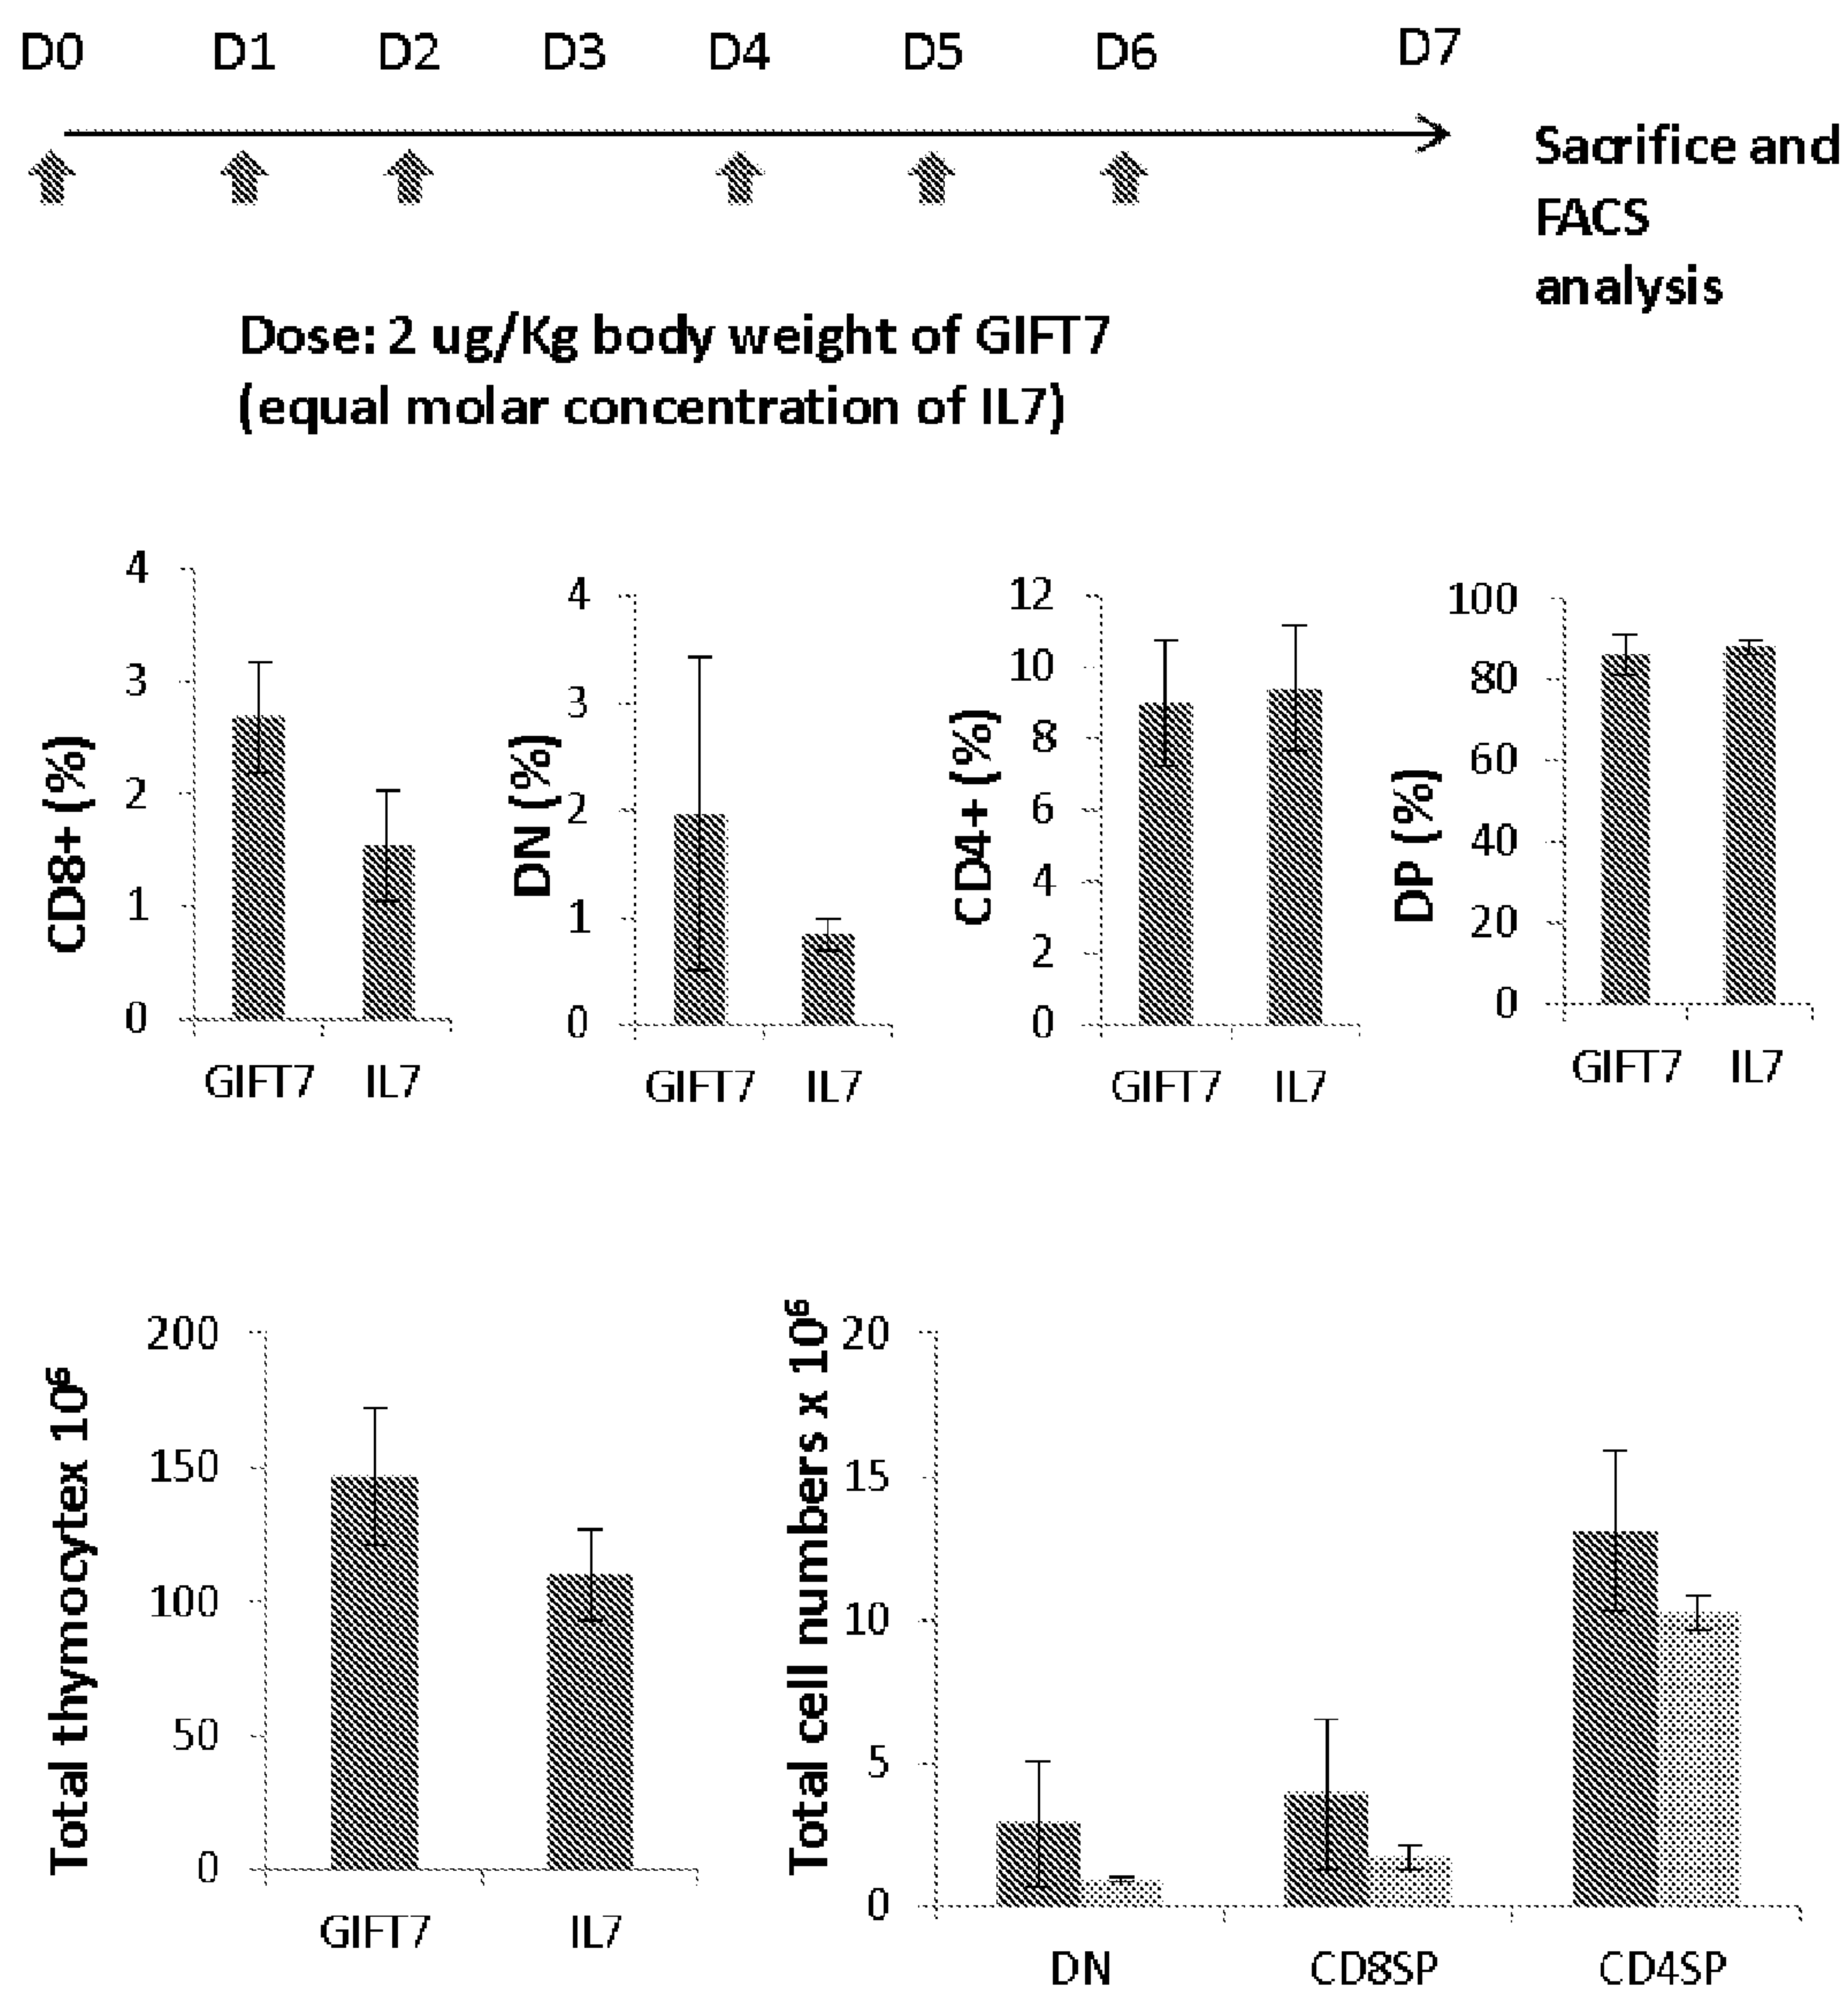 D0 D1 D2 D3 D4 D5 D6 D7
Sacrifice and
FACS
analysis
Dose: 2 ug/Kg body weight of GIFT7
(equal molar concentration of IL7)
CD8+ (%)
4
3
2
1
0
GIFT7 IL7
DN (%)
4
3
2
1
0
GIFT7 IL7
CD4+ (%)
12
10
8
6
4
2
0
GIFT7 IL7
DP (%)
100
80
60
40
20
0
GIFT7 IL7
Total thymocytex 10⁶
200
150
100
50
0
GIFT7 IL7
Total cell numbers x 10⁶
20
15
10
5
0
DN CD8SP CD4SP